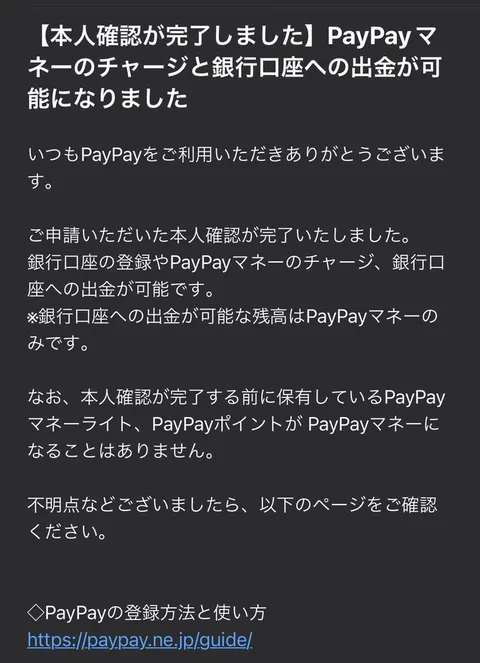 【本人確認が完了しました】PayPayマ
ネーのチャージと銀行口座への出金が可
能になりました
いつもPayPayをご利用いただきありがとうございま
す。
ご申請いただいた本人確認が完了いたしました。
銀行口座の登録やPayPayマネーのチャージ、銀行口
座への出金が可能です。
※銀行口座への出金が可能な残高はPayPayマネーの
みです。
なお、本人確認が完了する前に保有しているPayPay
マネーライト、PayPayポイントが PayPayマネーに
なることはありません。
不明点などございましたら、以下のページをご確認
ください。
◇PayPayの登録方法と使い方
https://paypay.ne.jp/guide/